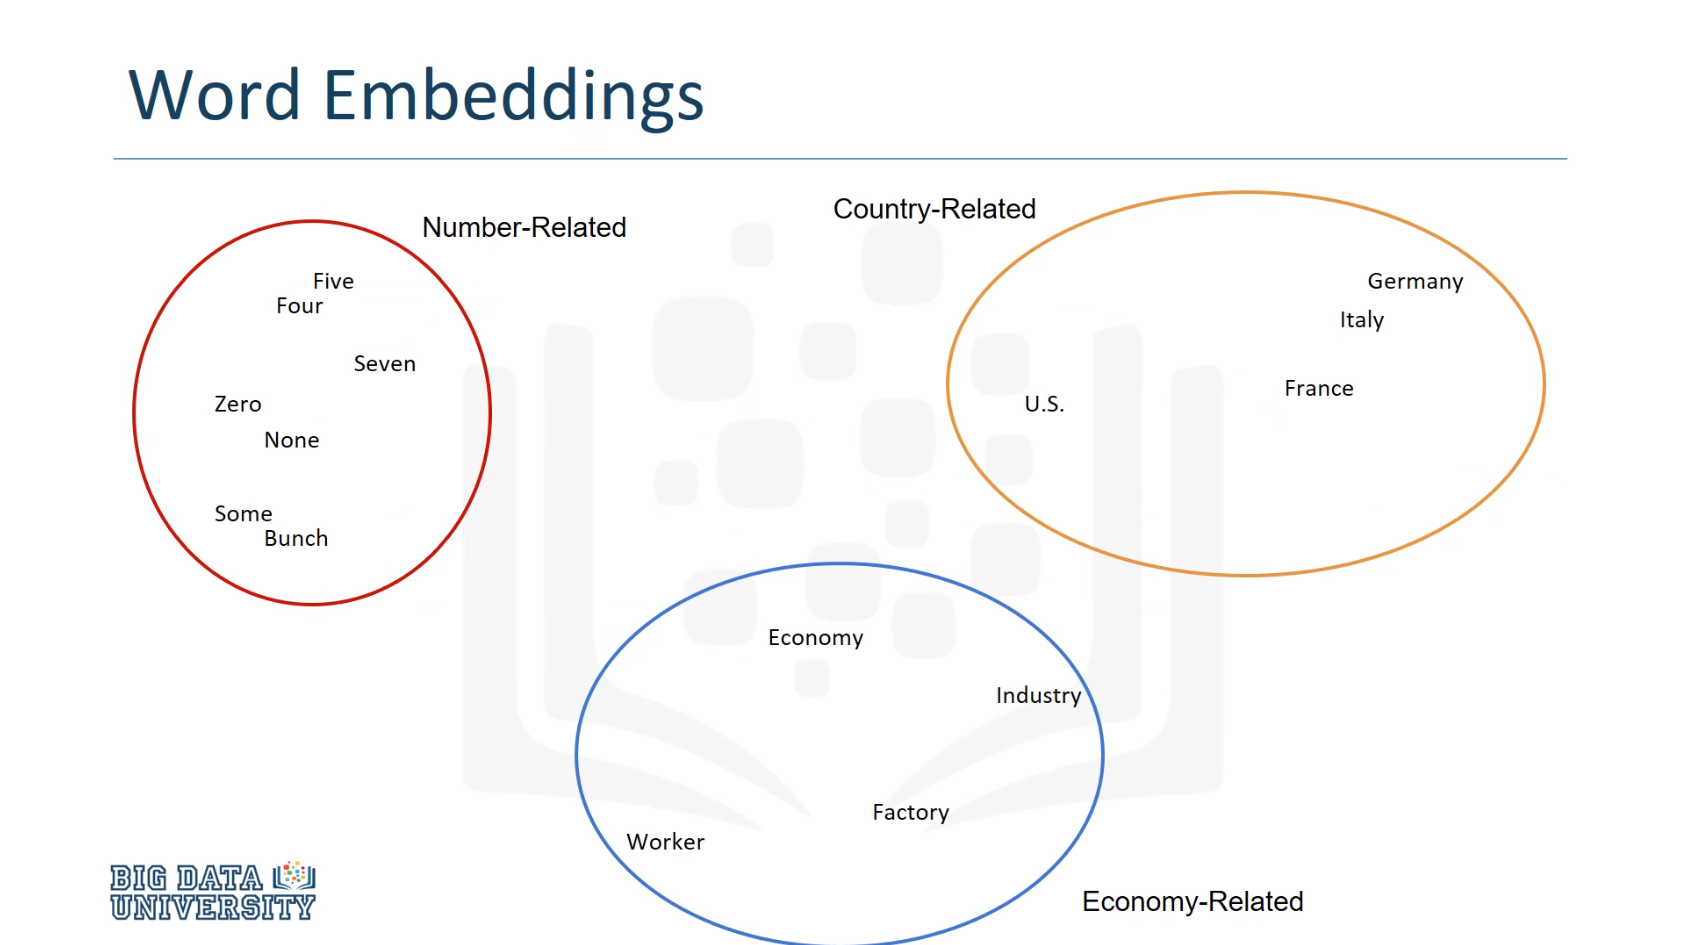 Word Embeddings
Number-Related
Five
Four
Seven
Zero
None
Some
Bunch
Country-Related
Germany
Italy
France
U.S.
Economy
Industry
Factory
Worker
Economy-Related
BIG DATA
UNIVERSITY